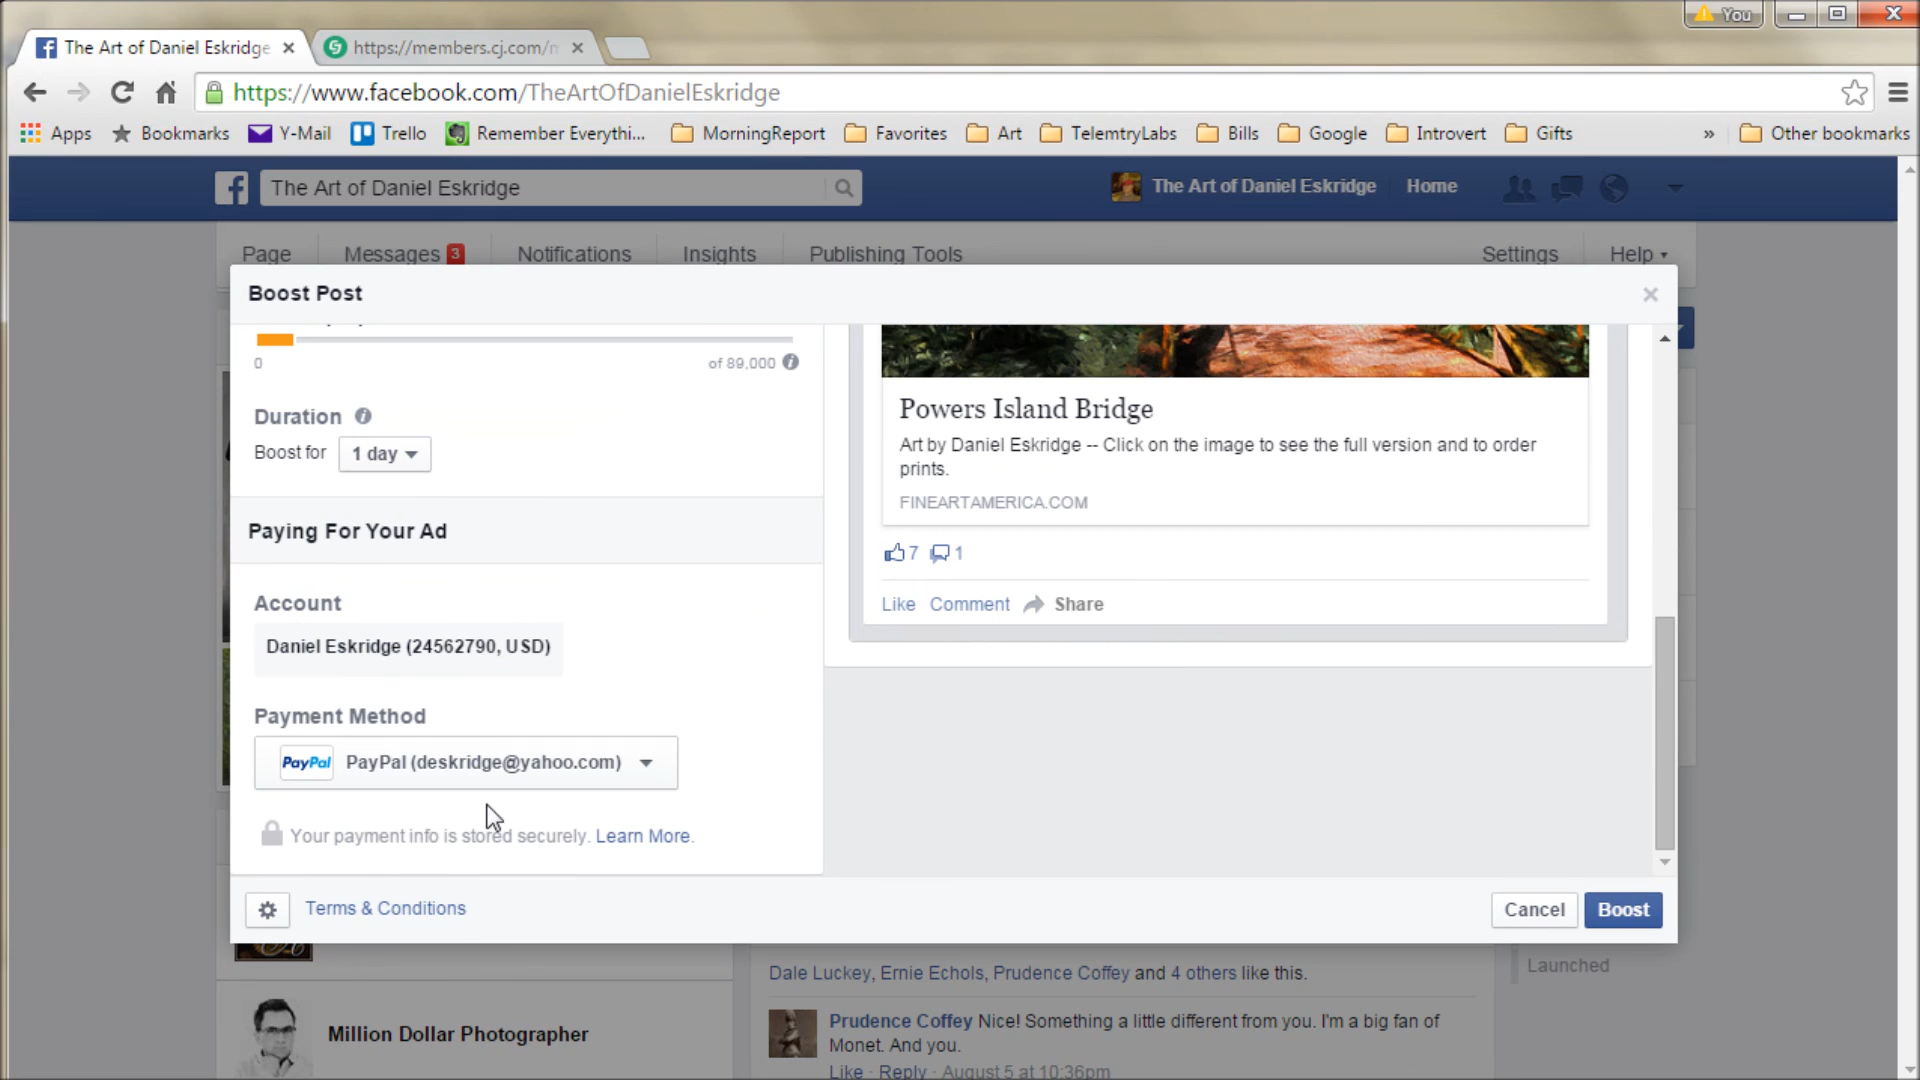 You
The Art of Daniel Eskridge
https://members.cj.com/m
https://www.facebook.com/TheArtOfDanielEskridge
Apps Bookmarks Y-Mail Trello Remember Everythi... MorningReport Favorites Art TelemtryLabs Bills Google Introvert Gifts » Other bookmarks
The Art of Daniel Eskridge
The Art of Daniel Eskridge Home
Page Messages 3 Notifications Insights Publishing Tools Settings Help
Boost Post
0 of 89,000
Duration
Boost for 1 day
Paying For Your Ad
Account
Daniel Eskridge (24562790, USD)
Payment Method
PayPal PayPal (deskridge@yahoo.com)
Your payment info is stored securely. Learn More.
Powers Island Bridge
Art by Daniel Eskridge -- Click on the image to see the full version and to order
prints.
FINEARTAMERICA.COM
7 1
Like Comment Share
Terms & Conditions
Cancel Boost
Million Dollar Photographer
Dale Luckey, Ernie Echols, Prudence Coffey and 4 others like this.
Launched
Prudence Coffey Nice! Something a little different from you. I'm a big fan of
Monet. And you.
Like · Reply · August 5 at 10:36pm